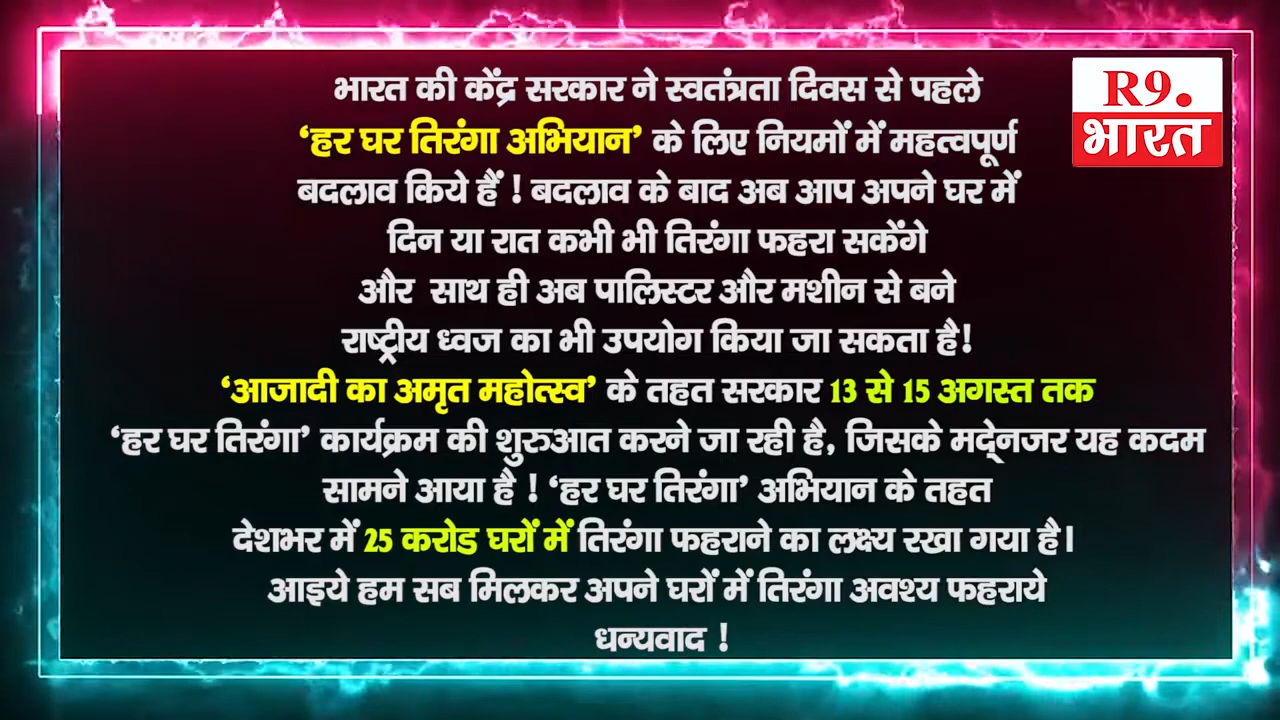 भारत की केंद्र सरकार ने स्वतंत्रता दिवस से पहले
R9.
भारत
‘हर घर तिरंगा अभियान’ के लिए नियमों में महत्वपूर्ण
बदलाव किये हैं ! बदलाव के बाद अब आप अपने घर में
दिन या रात कभी भी तिरंगा फहरा सकेंगे
और साथ ही अब पालिस्टर और मशीन से बने
राष्ट्रीय ध्वज का भी उपयोग किया जा सकता है!
‘आजादी का अमृत महोत्स्व’ के तहत सरकार 13 से 15 अगस्त तक
‘हर घर तिरंगा’ कार्यक्रम की शुरुआत करने जा रही है, जिसके मद्देनजर यह कदम
सामने आया है ! ‘हर घर तिरंगा’ अभियान के तहत
देशभर में 25 करोड घरों में तिरंगा फहराने का लक्ष्य रखा गया है।
आइये हम सब मिलकर अपने घरों में तिरंगा अवश्य फहराये
धन्यवाद !